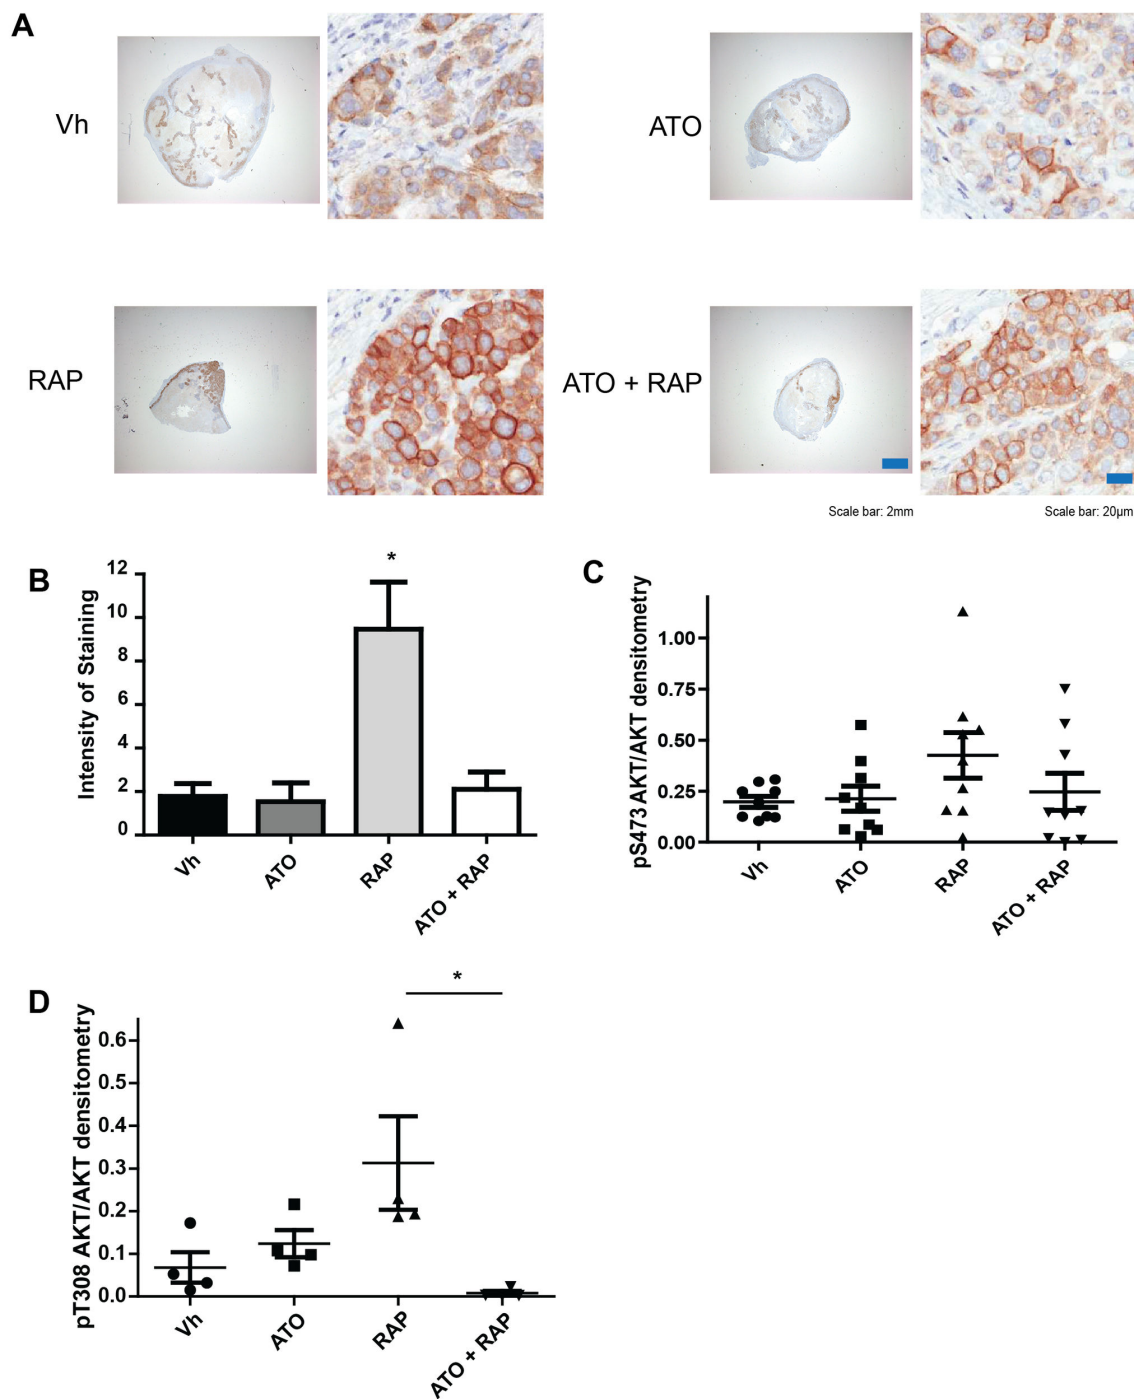 A
Vh
ATO
RAP
ATO + RAP
Scale bar: 2mm
Scale bar: 20µm
B
Intensity of Staining
12
10
8
6
4
2
0
*
Vh
ATO
RAP
ATO + RAP
C
pS473 AKT/AKT densitometry
1.00
0.75
0.50
0.25
0.00
Vh
ATO
RAP
ATO + RAP
D
pT308 AKT/AKT densitometry
0.6
0.5
0.4
0.3
0.2
0.1
0.0
*
Vh
ATO
RAP
ATO + RAP